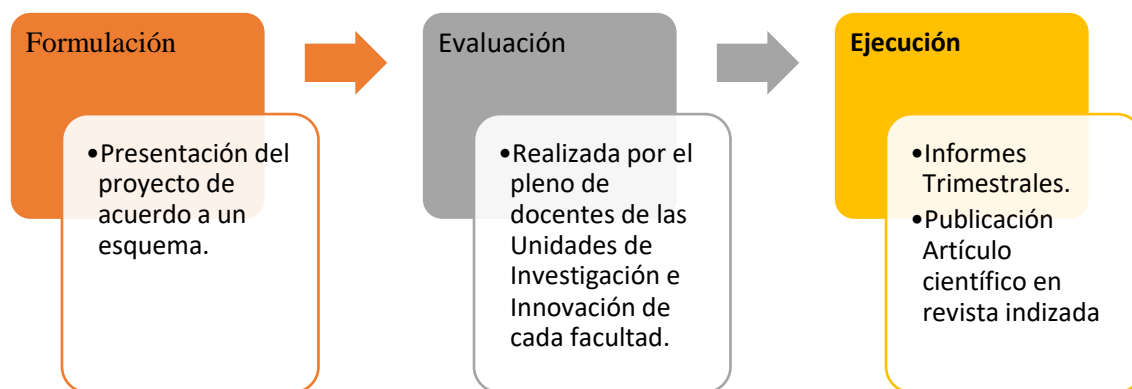 Formulación
•Presentación del
proyecto de
acuerdo a un
esquema.
Evaluación
•Realizada por el
pleno de
docentes de las
Unidades de
Investigación e
Innovación de
cada facultad.
Ejecución
•Informes
Trimestrales.
•Publicación
Artículo
científico en
revista indizada